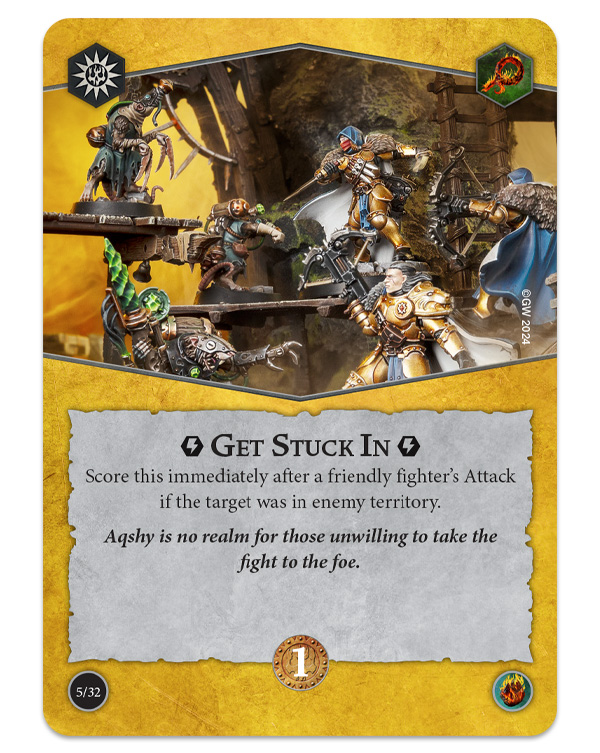 ©GW 2024
GET STUCK IN
Score this immediately after a friendly fighter’s Attack
if the target was in enemy territory.
Aqshy is no realm for those unwilling to take the
fight to the foe.
1
5/32